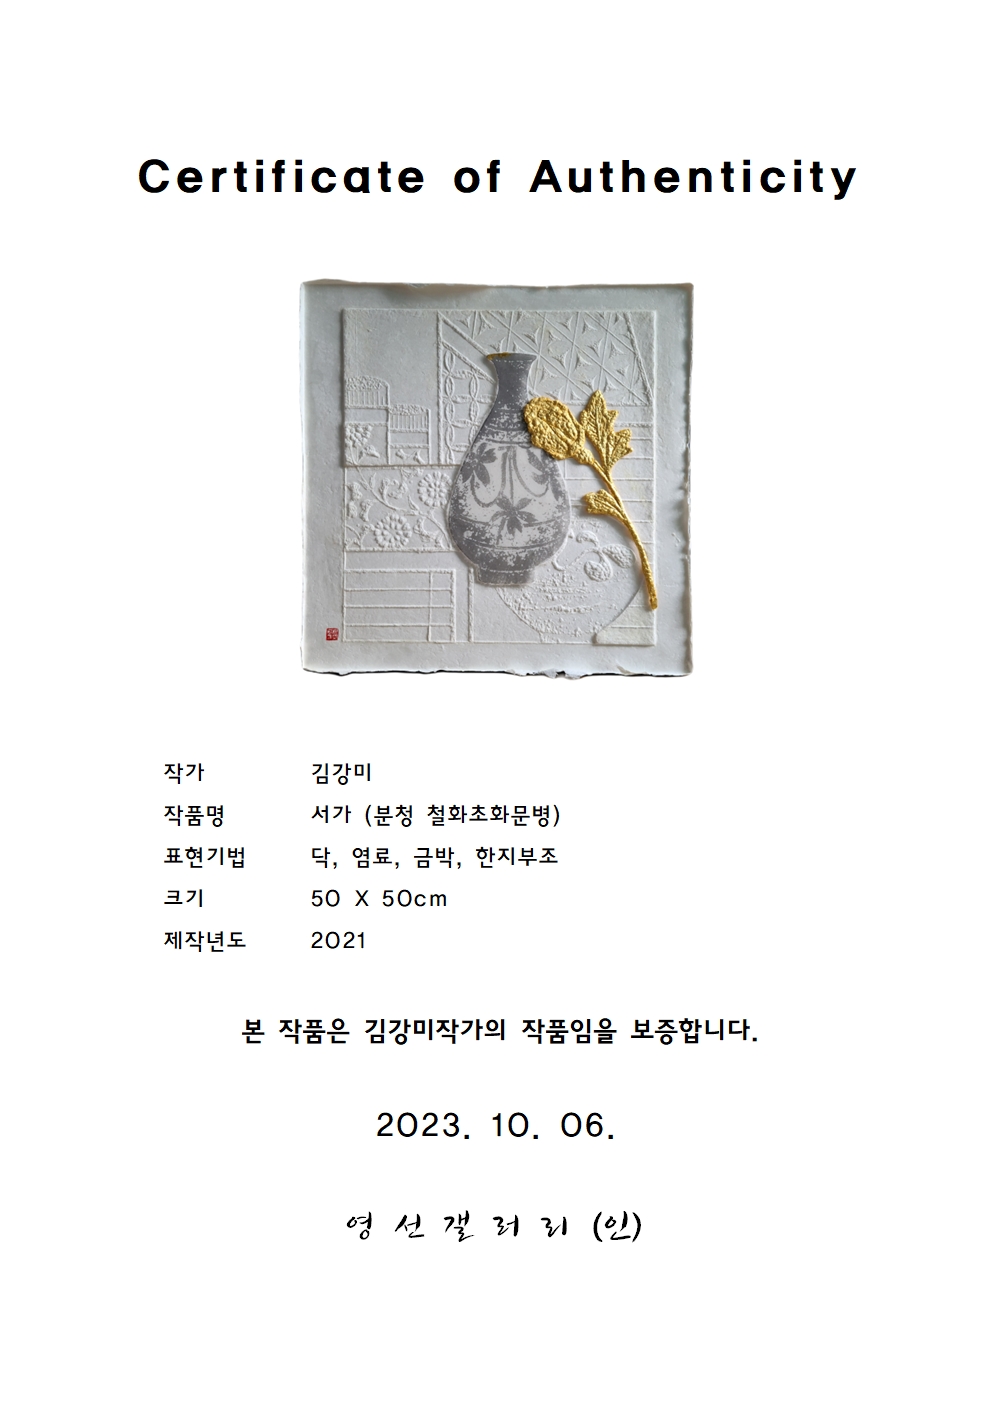 Certificate of Authenticity
작가 김강미
작품명 서가 (분청 철화초화문병)
표현기법 닥, 염료, 금박, 한지부조
크기 50 X 50cm
제작년도 2021
본 작품은 김강미작가의 작품임을 보증합니다.
2023. 10. 06.
영선갤러리 (인)